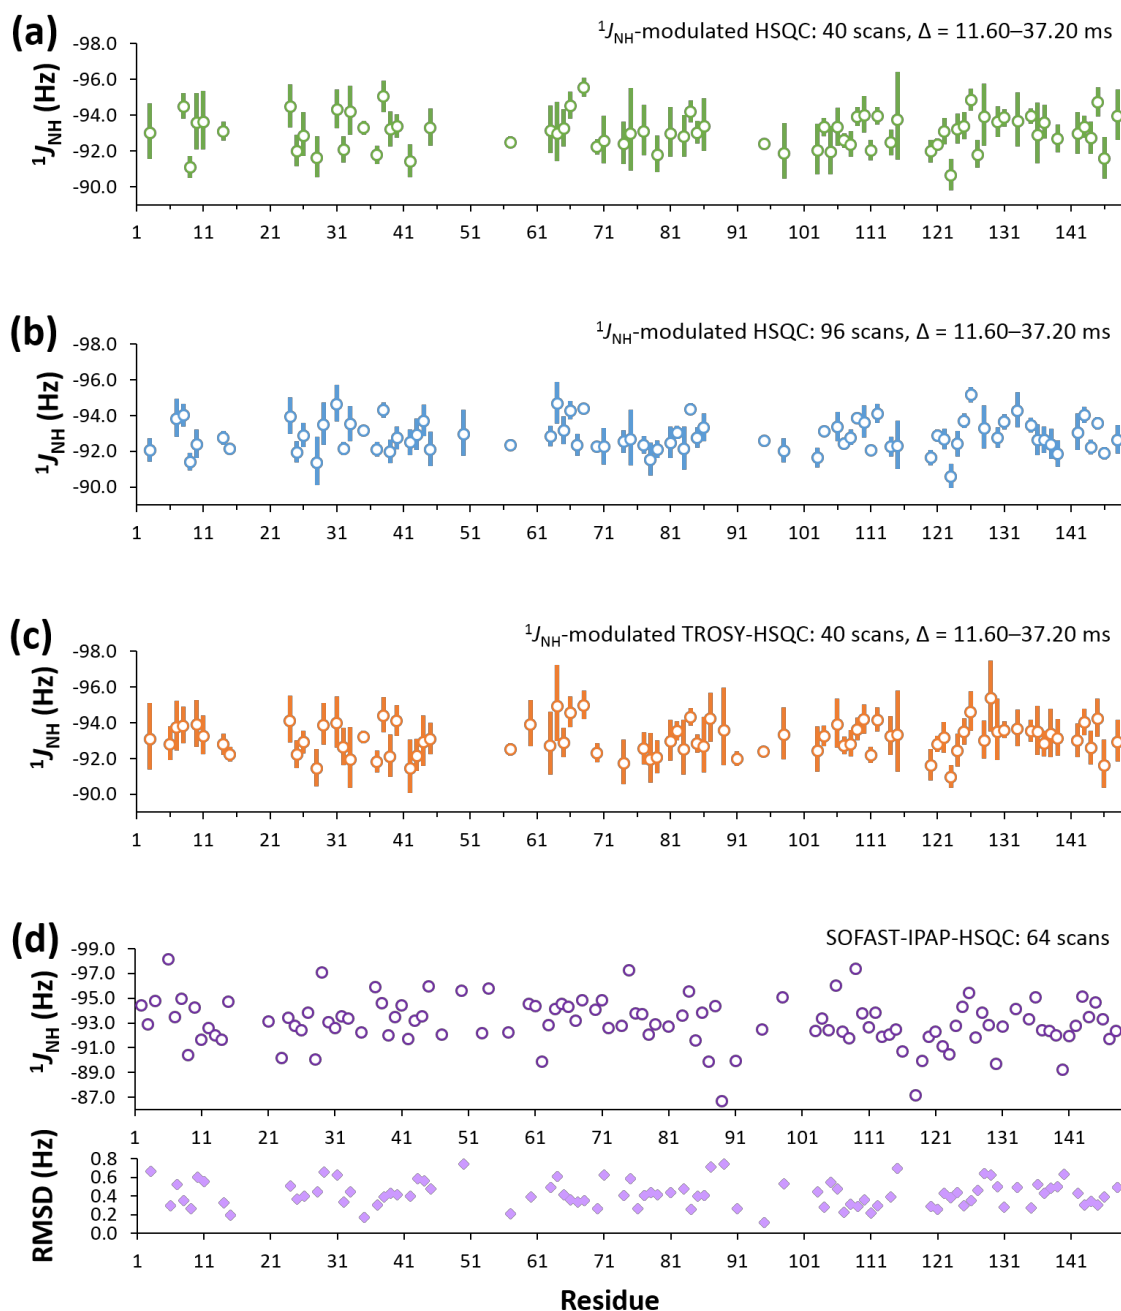 (a)
¹J_NH-modulated HSQC: 40 scans, Δ = 11.60–37.20 ms
¹J_NH (Hz)
-98.0
-96.0
-94.0
-92.0
-90.0
1 11 21 31 41 51 61 71 81 91 101 111 121 131 141
(b)
¹J_NH-modulated HSQC: 96 scans, Δ = 11.60–37.20 ms
¹J_NH (Hz)
-98.0
-96.0
-94.0
-92.0
-90.0
1 11 21 31 41 51 61 71 81 91 101 111 121 131 141
(c)
¹J_NH-modulated TROSY-HSQC: 40 scans, Δ = 11.60–37.20 ms
¹J_NH (Hz)
-98.0
-96.0
-94.0
-92.0
-90.0
1 11 21 31 41 51 61 71 81 91 101 111 121 131 141
(d)
SOFAST-IPAP-HSQC: 64 scans
¹J_NH (Hz)
-99.0
-97.0
-95.0
-93.0
-91.0
-89.0
-87.0
1 11 21 31 41 51 61 71 81 91 101 111 121 131 141
RMSD (Hz)
0.8
0.6
0.4
0.2
0.0
1 11 21 31 41 51 61 71 81 91 101 111 121 131 141
Residue